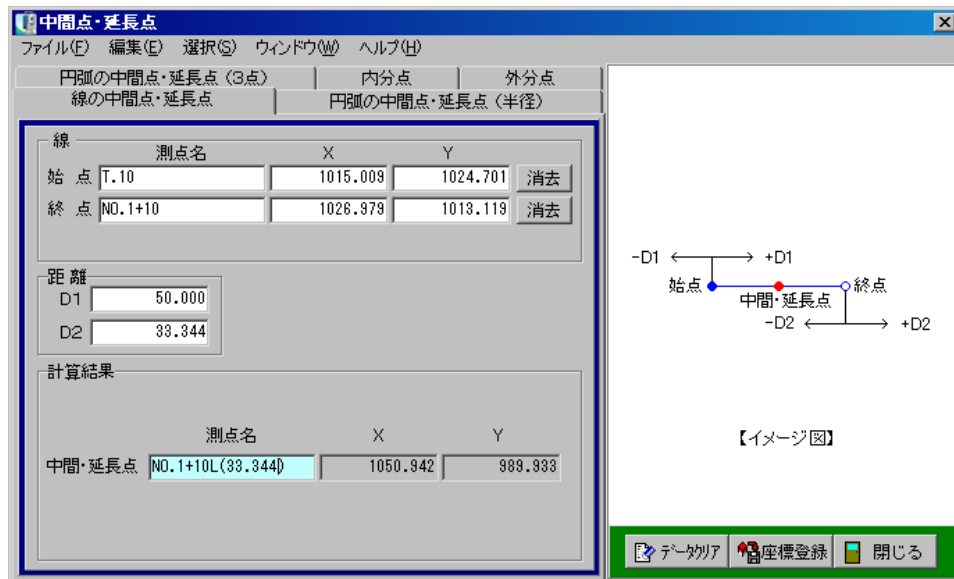 中間点・延長点
ファイル(F) 編集(E) 選択(S) ウィンドウ(W) ヘルプ(H)
円弧の中間点・延長点（3点） 内分点 外分点
線の中間点・延長点 円弧の中間点・延長点（半径）
線
測点名 X Y
始 点 T.10 1015.009 1024.701 消去
終 点 NO.1+10 1026.979 1013.119 消去
距 離
D1 50.000
D2 33.344
計算結果
測点名 X Y
中間・延長点 NO.1+10L(33.344) 1050.942 989.933
-D1 +D1
始点 終点
中間・延長点
-D2 +D2
【イメージ図】
データクリア 座標登録 閉じる